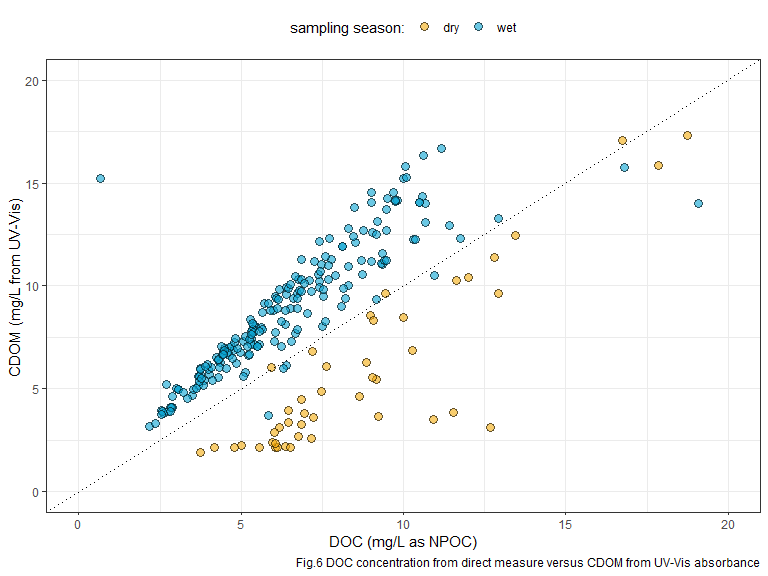 sampling season: dry wet
20
15
10
5
0
CDOM (mg/L from UV-Vis)
0 5 10 15 20
DOC (mg/L as NPOC)
Fig.6 DOC concentration from direct measure versus CDOM from UV-Vis absorbance